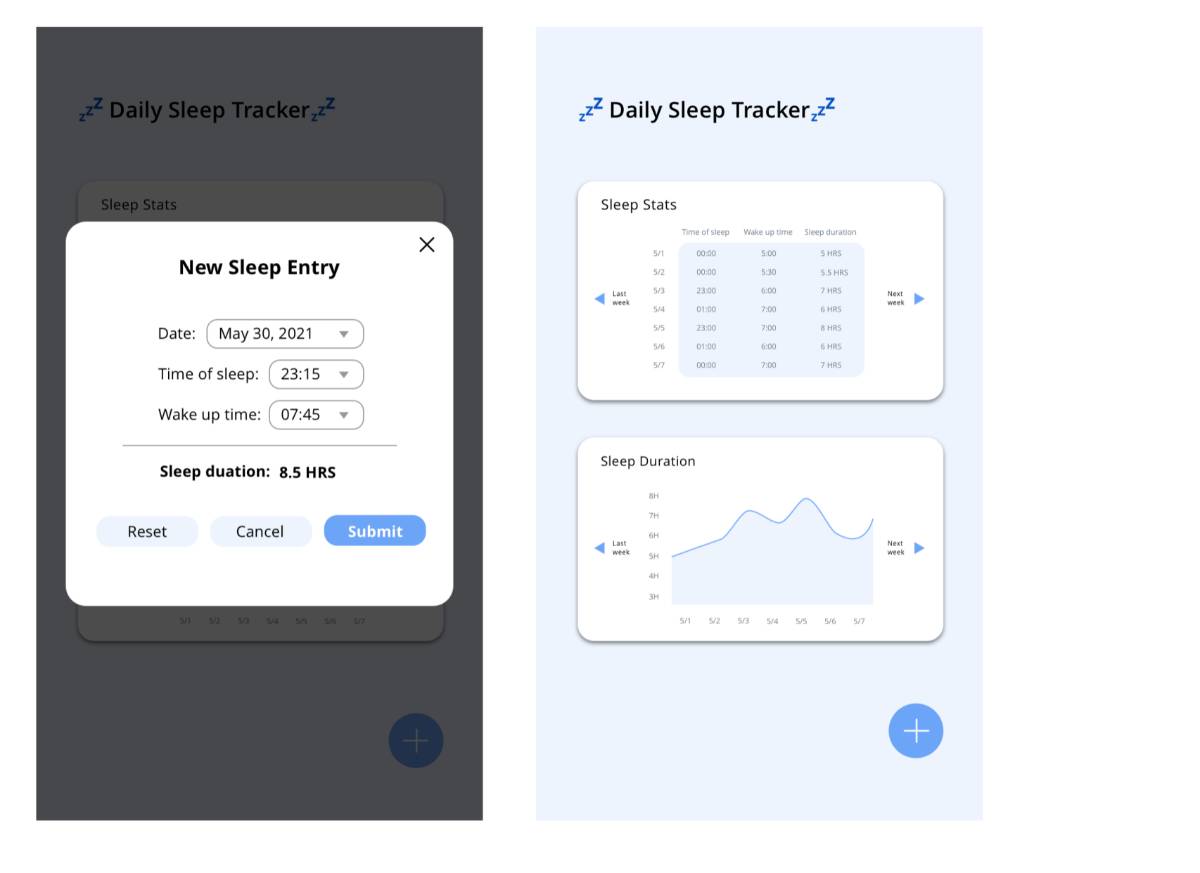 zzZ Daily Sleep Tracker zzZ
Sleep Stats
New Sleep Entry
Date: May 30, 2021
Time of sleep: 23:15
Wake up time: 07:45
Sleep duation: 8.5 HRS
Reset Cancel Submit
5/1 5/2 5/3 5/4 5/5 5/6 5/7
zzZ Daily Sleep Tracker zzZ
Sleep Stats
Time of sleep Wake up time Sleep duration
5/1 00:00 5:00 5 HRS
5/2 00:00 5:30 5.5 HRS
5/3 23:00 6:00 7 HRS
5/4 01:00 7:00 6 HRS
5/5 23:00 7:00 8 HRS
5/6 01:00 6:00 6 HRS
5/7 00:00 7:00 7 HRS
Last
week
Next
week
Sleep Duration
8H
7H
6H
5H
4H
3H
Last
week
Next
week
5/1 5/2 5/3 5/4 5/5 5/6 5/7